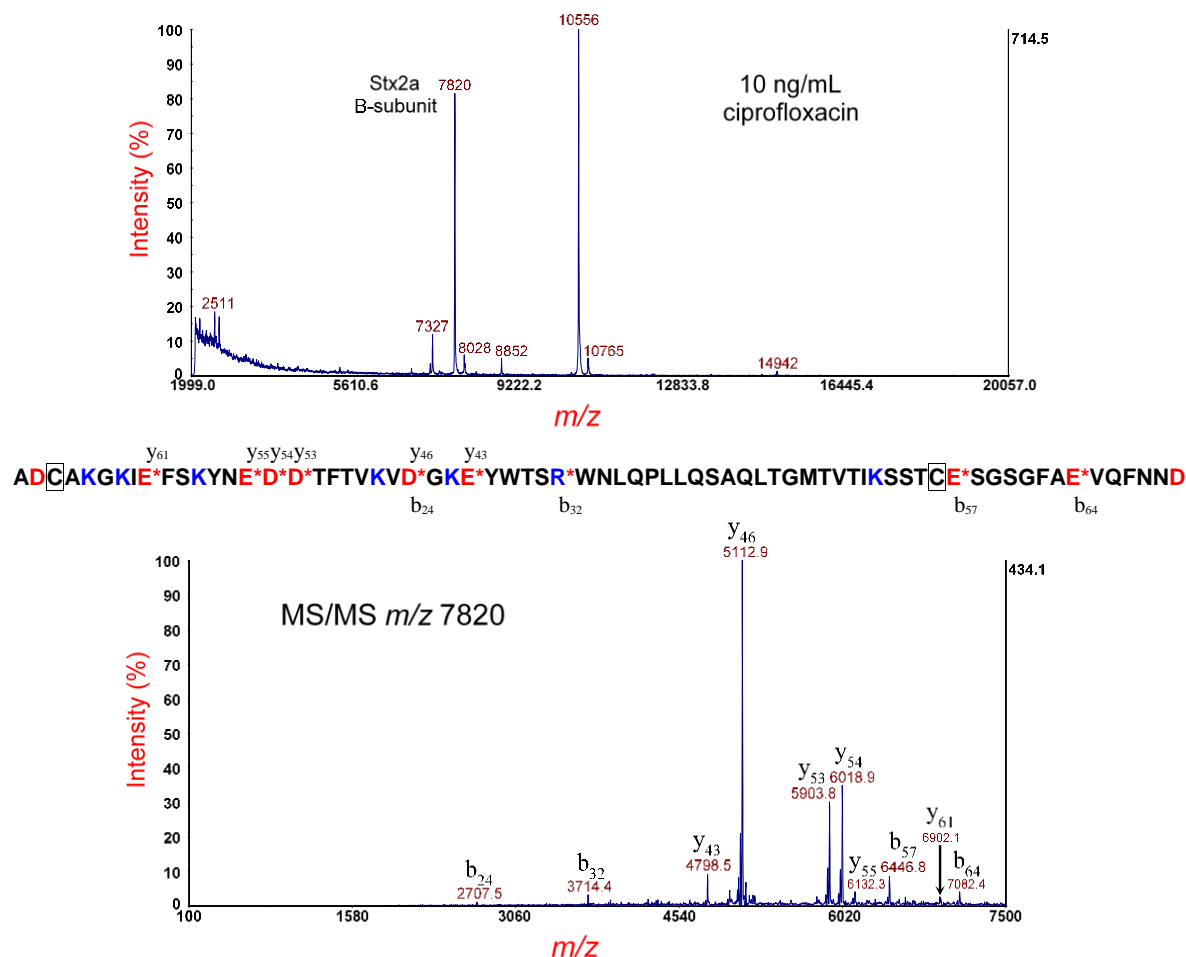 10556
714.5
100
90
80
70
60
50
40
30
20
10
0
Intensity (%)
Stx2a
B-subunit
7820
10 ng/mL
ciprofloxacin
2511
7327
8028
8852
10765
14942
1999.0 5610.6 9222.2 12833.8 16445.4 20057.0
m/z
y61 y55 y54 y53 y46 y43
ADCAKGKIE*FSKYNE*D*D*TFTVKVD*GKE*YWTSR*WNLQPLLQSAQLTGMTVTIKSSTCE*SGSGFAE*VQFNND
b24 b32 b57 b64
y46
5112.9
434.1
100
90
80
70
60
50
40
30
20
10
0
Intensity (%)
MS/MS m/z 7820
b24
2707.5
b32
3714.4
y43
4798.5
y53
5903.8
y54
6018.9
y55
6132.3
b57
6446.8
y61
6902.1
b64
7082.4
100 1580 3060 4540 6020 7500
m/z